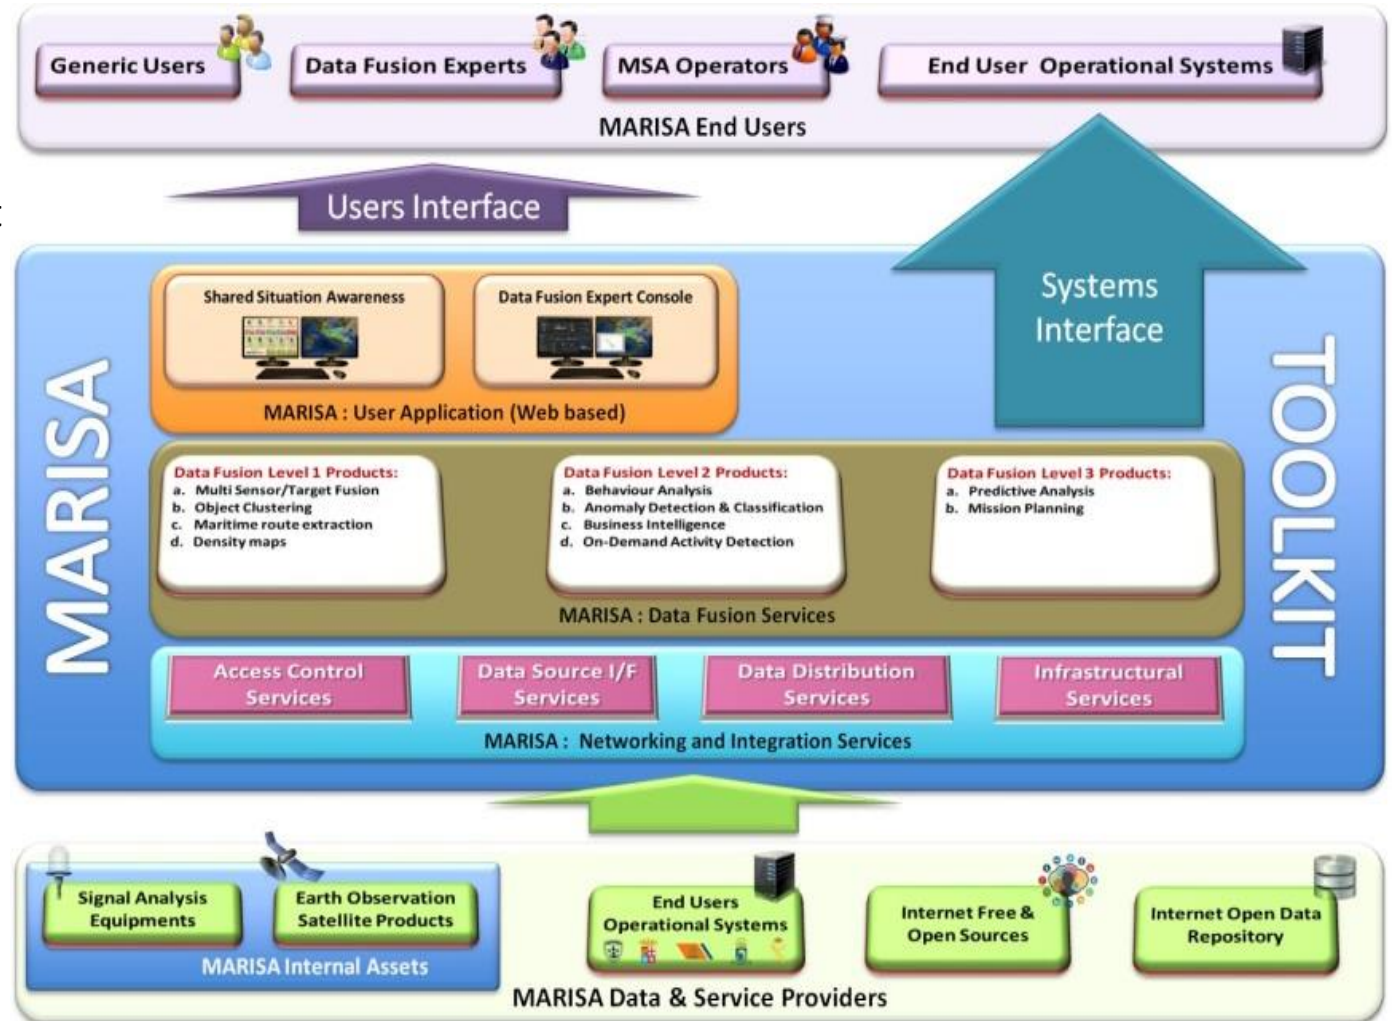 Generic Users
Data Fusion Experts
MSA Operators
End User Operational Systems
MARISA End Users
Users Interface
Systems
Interface
MARISA
TOOLKIT
Shared Situation Awareness
Data Fusion Expert Console
MARISA : User Application (Web based)
Data Fusion Level 1 Products:
a. Multi Sensor/Target Fusion
b. Object Clustering
c. Maritime route extraction
d. Density maps
Data Fusion Level 2 Products:
a. Behaviour Analysis
b. Anomaly Detection & Classification
c. Business Intelligence
d. On-Demand Activity Detection
Data Fusion Level 3 Products:
a. Predictive Analysis
b. Mission Planning
MARISA : Data Fusion Services
Access Control
Services
Data Source I/F
Services
Data Distribution
Services
Infrastructural
Services
MARISA : Networking and Integration Services
Signal Analysis
Equipments
Earth Observation
Satellite Products
MARISA Internal Assets
End Users
Operational Systems
Internet Free &
Open Sources
Internet Open Data
Repository
MARISA Data & Service Providers